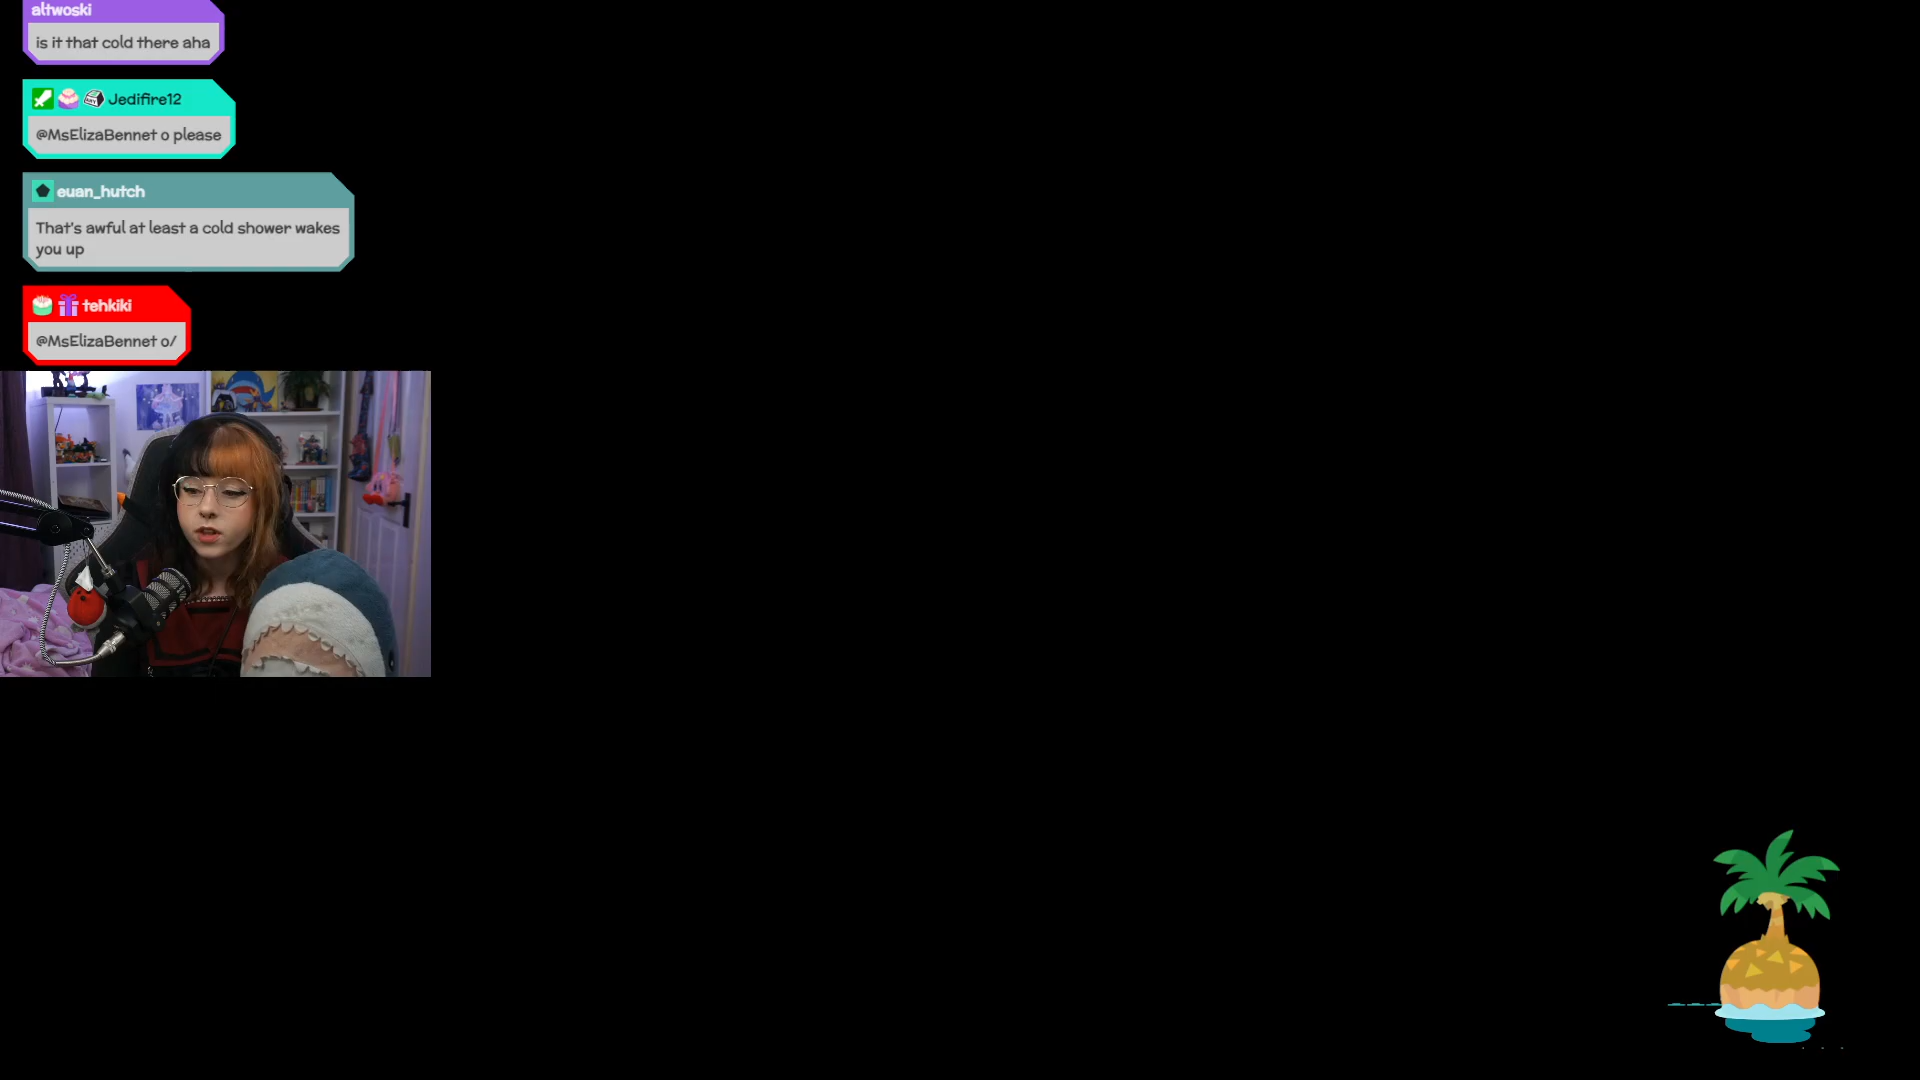 altwoski
is it that cold there aha
Jedifire12
@MsElizaBennet o please
euan_hutch
That's awful at least a cold shower wakes
you up
tehkiki
@MsElizaBennet o/